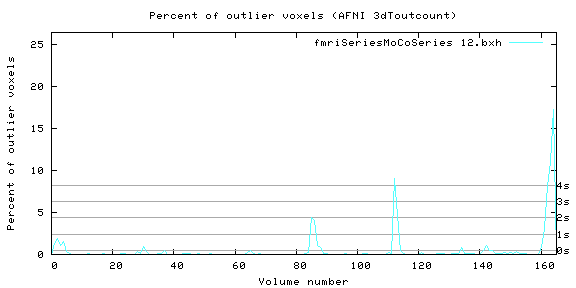 Percent of outlier voxels (AFNI 3dToutcount)
fmriSeriesMoCoSeries 12.bxh
Percent of outlier voxels
25
20
15
10
5
0
4s
3s
2s
1s
0s
0 20 40 60 80 100 120 140 160
Volume number